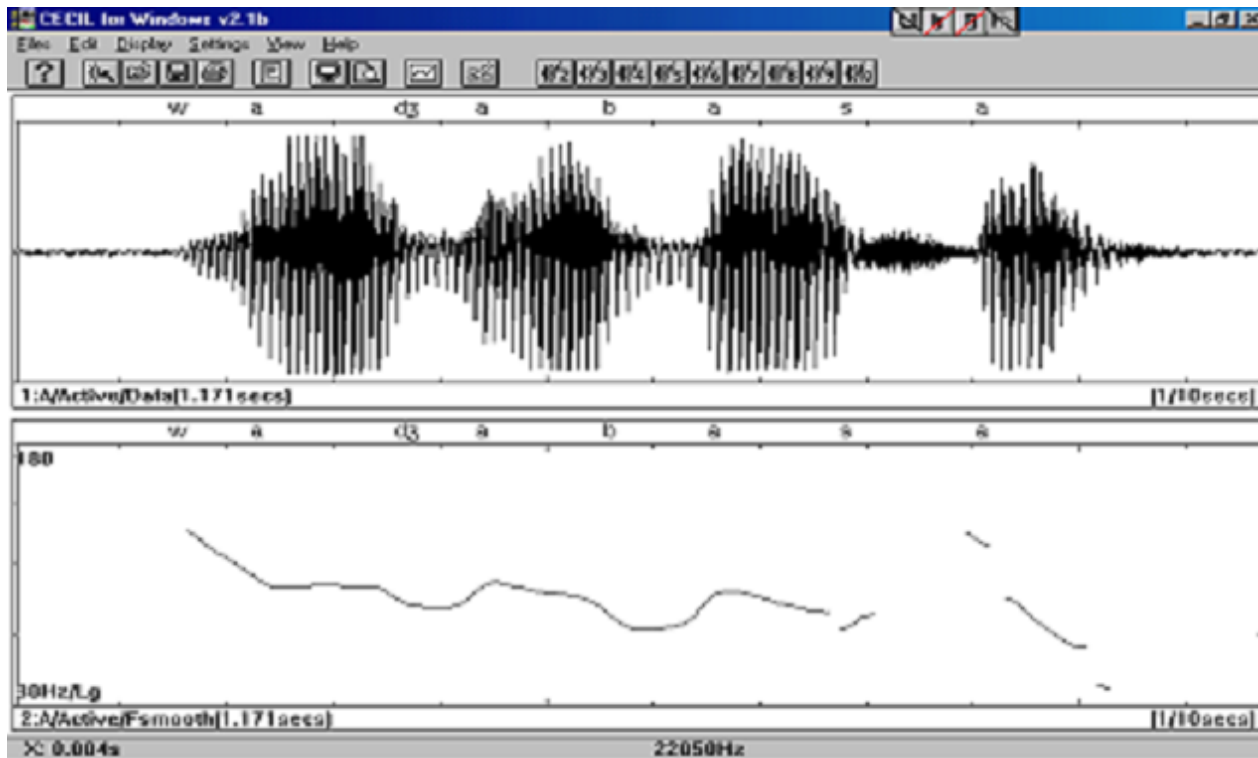 CECIL for Windows v2.1b
Files Edit Display Settings View Help
?
w a dʒ a b a s a
1:A/Active/Data(1.171secs) [1/10secs]
w a dʒ a b a s a
180
30Hz/Lg
2:A/Active/Fsmooth(1.171secs) [1/10secs]
X: 0.004s 22050Hz